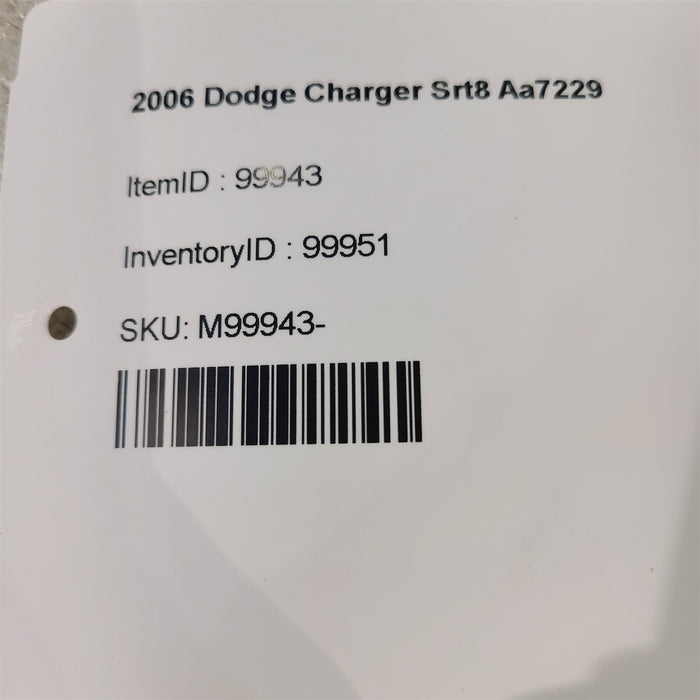 2006 Dodge Charger Srt8 Aa7229
ItemID : 99943
InventoryID : 99951
SKU: M99943-